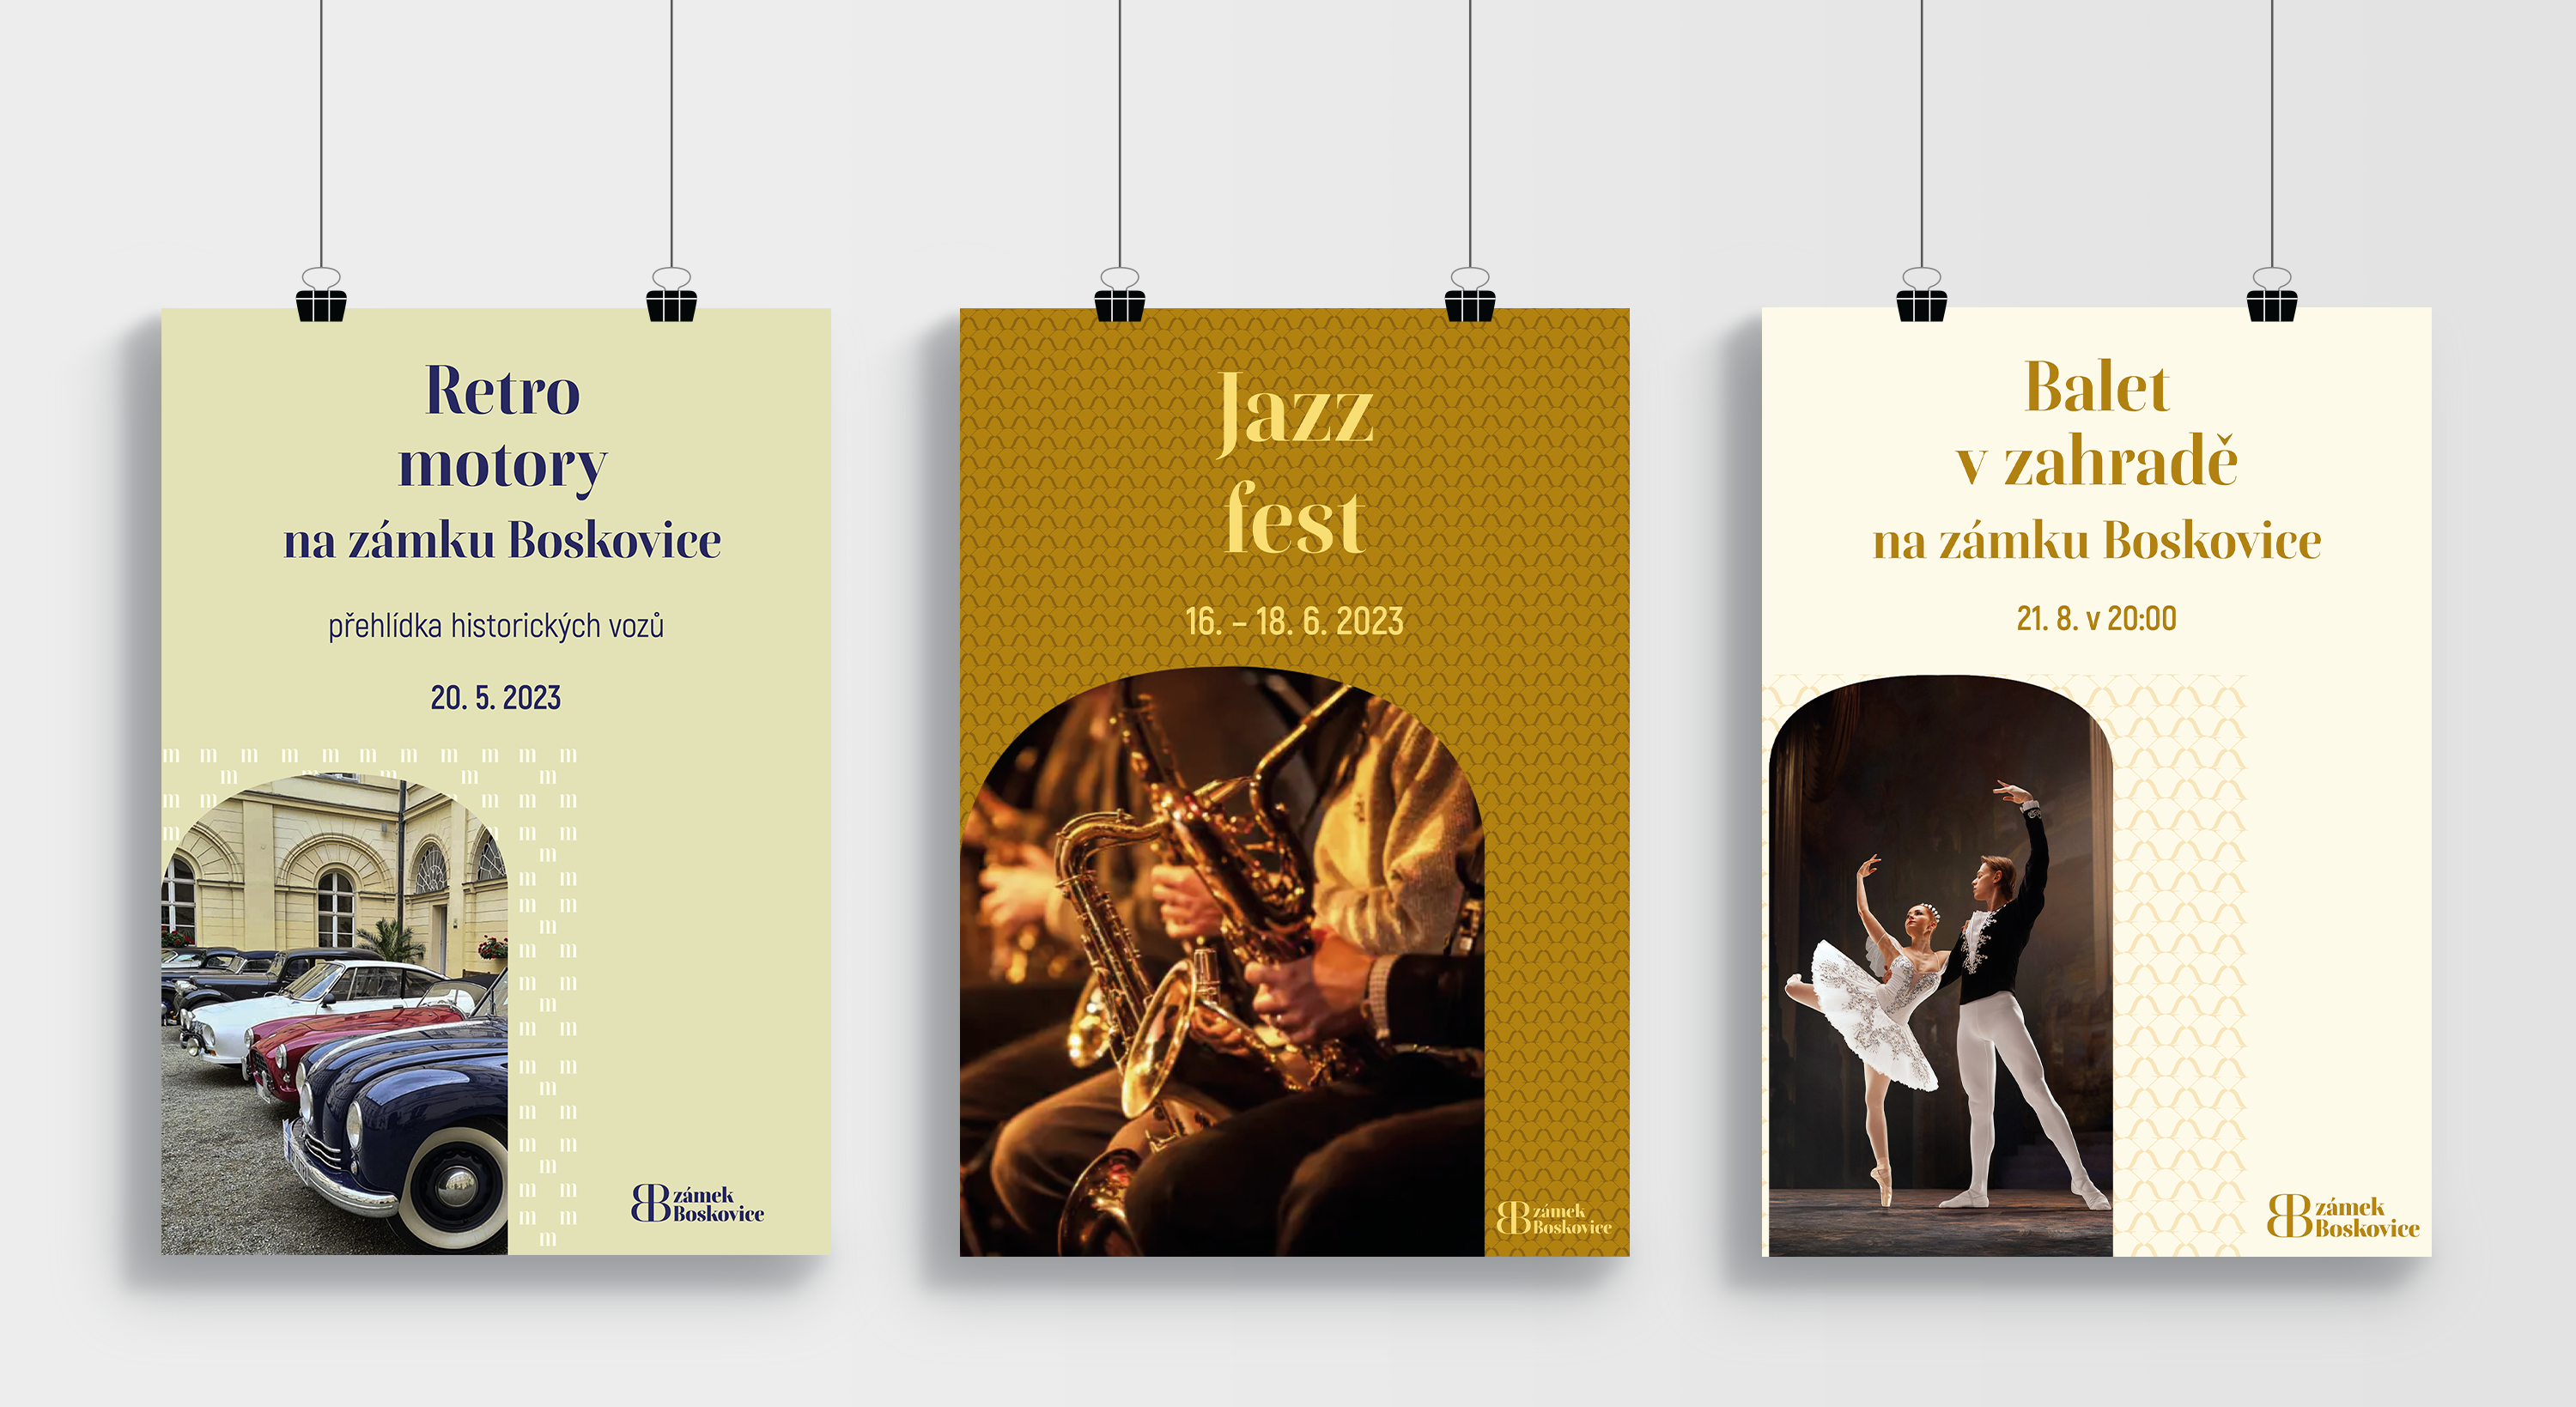 Retro
motory
na zámku Boskovice
přehlídka historických vozů
20. 5. 2023
zámek
Boskovice
Jazz
fest
16. – 18. 6. 2023
zámek
Boskovice
Balet
v zahradě
na zámku Boskovice
21. 8. v 20:00
zámek
Boskovice